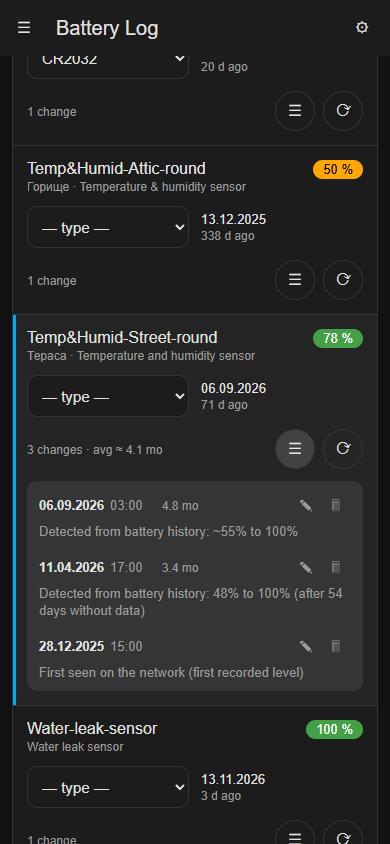 Battery Log
CR2032
20 d ago
1 change
Temp&Humid-Attic-round
50 %
Горище · Temperature & humidity sensor
— type —
13.12.2025
338 d ago
1 change
Temp&Humid-Street-round
78 %
Тераса · Temperature and humidity sensor
— type —
06.09.2026
71 d ago
3 changes · avg ≈ 4.1 mo
06.09.2026 03:00 4.8 mo
Detected from battery history: ~55% to 100%
11.04.2026 17:00 3.4 mo
Detected from battery history: 48% to 100% (after 54
days without data)
28.12.2025 15:00
First seen on the network (first recorded level)
Water-leak-sensor
100 %
Water leak sensor
— type —
13.11.2026
3 d ago
1 change